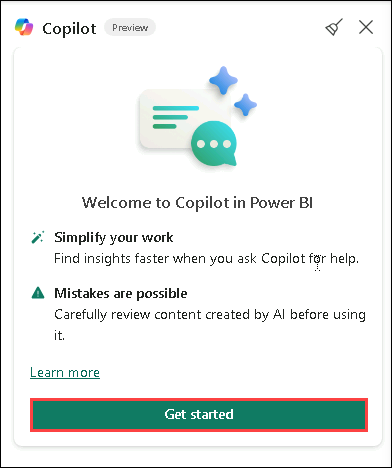 Copilot Preview
Welcome to Copilot in Power BI
Simplify your work
Find insights faster when you ask Copilot for help.
Mistakes are possible
Carefully review content created by AI before using
it.
Learn more
Get started